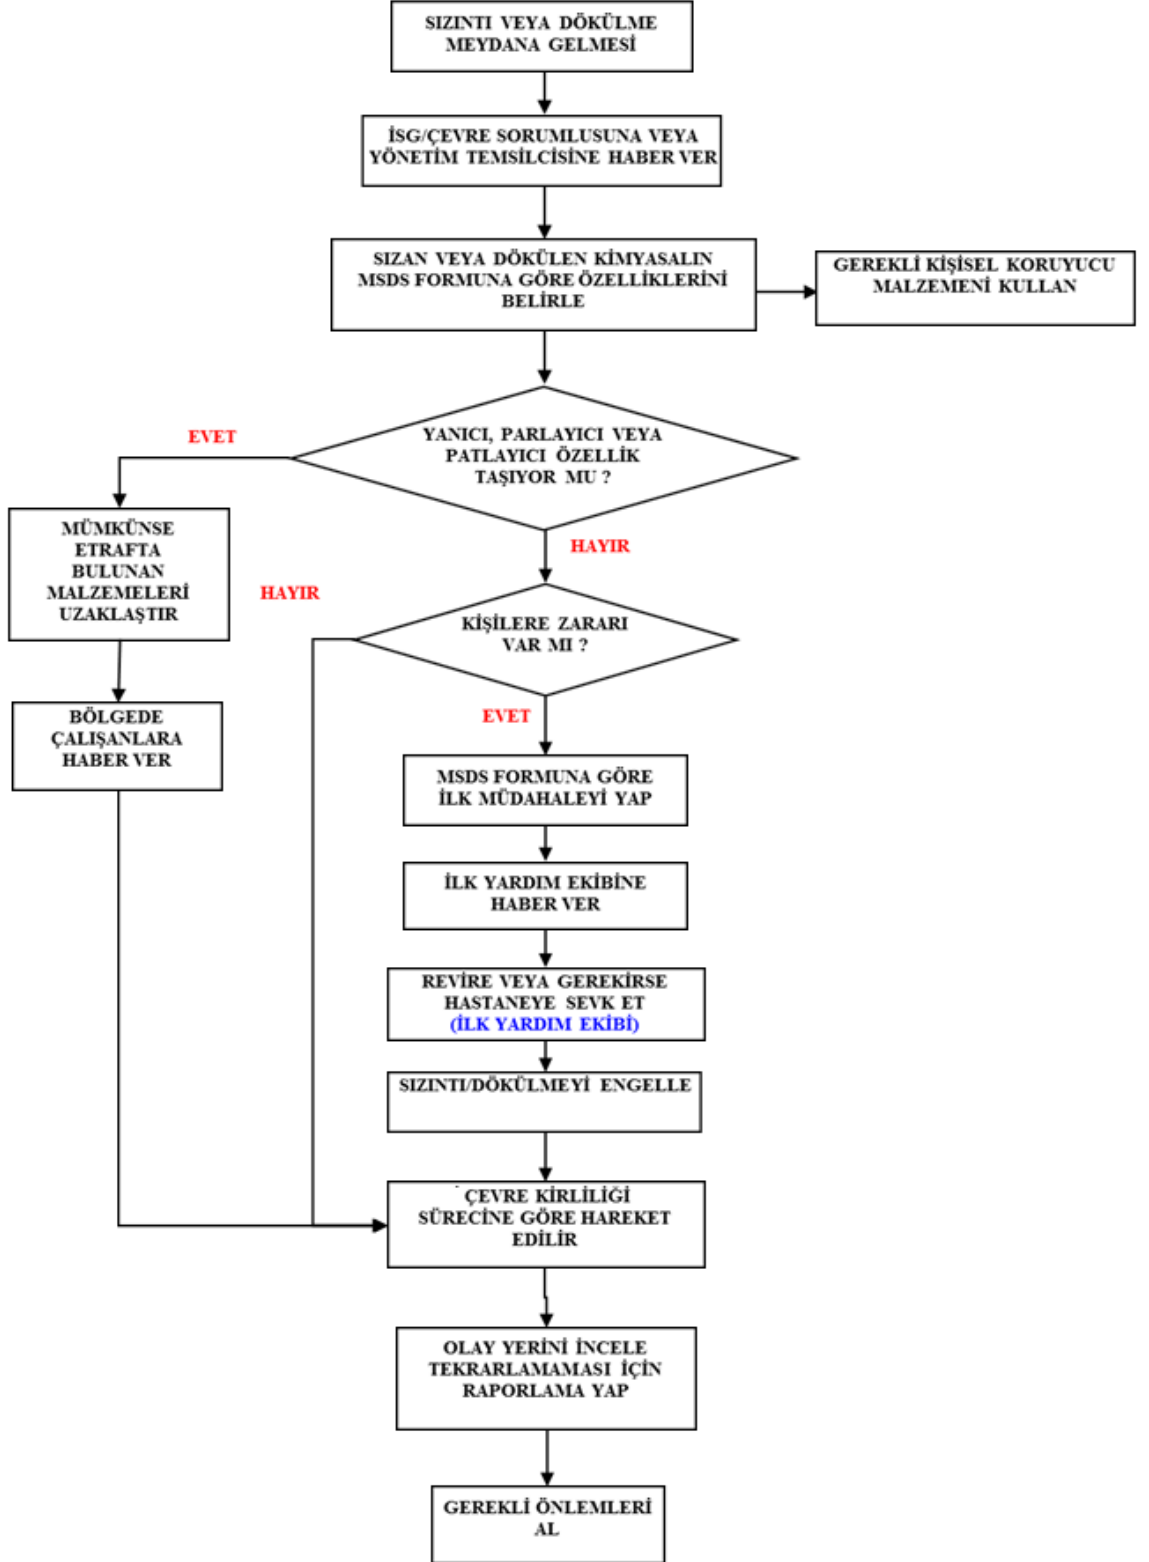 SIZINTI VEYA DÖKÜLME
MEYDANA GELMESİ
İSG/ÇEVRE SORUMLUSUNA VEYA
YÖNETİM TEMSİLCİSİNE HABER VER
SIZAN VEYA DÖKÜLEN KİMYASALIN
MSDS FORMUNA GÖRE ÖZELLİKLERİNİ
BELİRLE
GEREKLİ KİŞİSEL KORUYUCU
MALZEMENİ KULLAN
YANICI, PARLAYICI VEYA
PATLAYICI ÖZELLİK
TAŞIYOR MU ?
EVET
MÜMKÜNSE
ETRAFTA
BULUNAN
MALZEMELERİ
UZAKLAŞTIR
BÖLGEDE
ÇALIŞANLARA
HABER VER
HAYIR
HAYIR
KİŞİLERE ZARARI
VAR MI ?
EVET
MSDS FORMUNA GÖRE
İLK MÜDAHALEYİ YAP
İLK YARDIM EKİBİNE
HABER VER
REVİRE VEYA GEREKİRSE
HASTANEYE SEVK ET
(İLK YARDIM EKİBİ)
SIZINTI/DÖKÜLMEYİ ENGELLE
ÇEVRE KİRLİLİĞİ
SÜRECİNE GÖRE HAREKET
EDİLİR
OLAY YERİNİ İNCELE
TEKRARLAMAMASI İÇİN
RAPORLAMA YAP
GEREKLİ ÖNLEMLERİ
AL